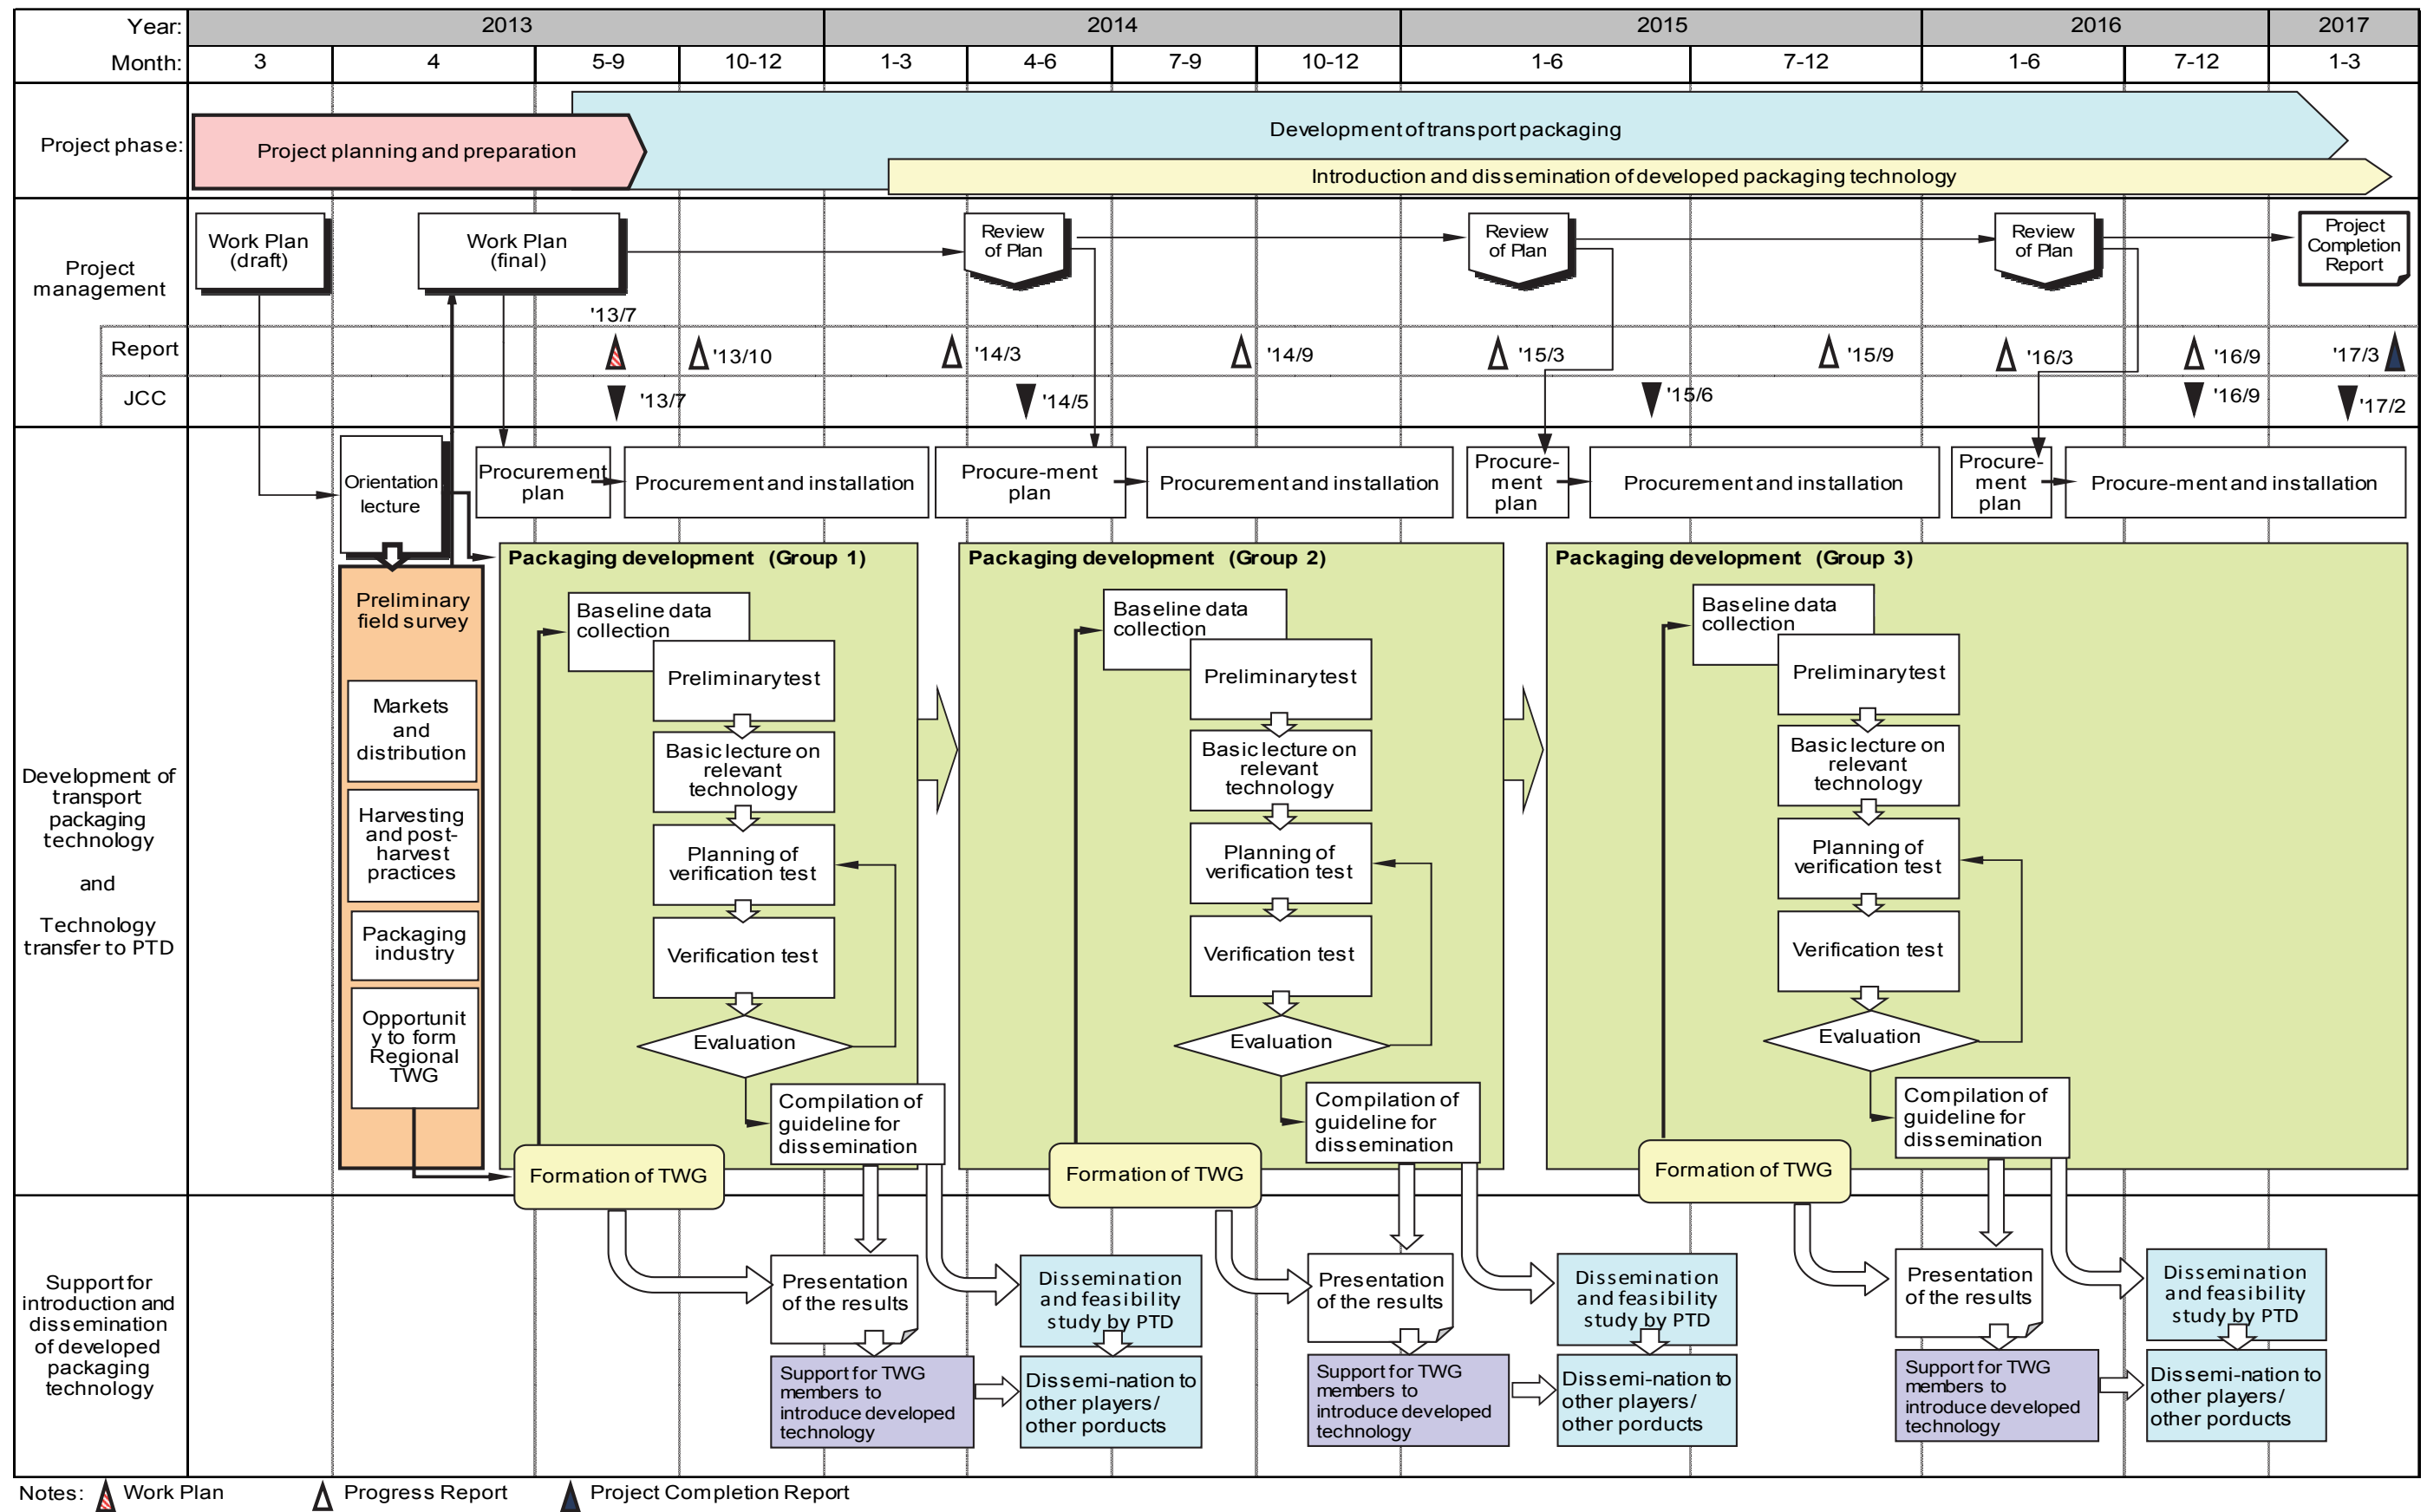 Year: 2013 2014 2015 2016 2017
Month: 3 4 5-9 10-12 1-3 4-6 7-9 10-12 1-6 7-12 1-6 7-12 1-3
Project phase:
Project planning and preparation
Development of transport packaging
Introduction and dissemination of developed packaging technology
Project
management
Work Plan
(draft)
Work Plan
(final)
Review
of Plan
Review
of Plan
Review
of Plan
Project
Completion
Report
'13/7
Report
'13/10
'14/3
'14/9
'15/3
'15/9
'16/3
'16/9
'17/3
JCC
'13/7
'14/5
'15/6
'16/9
'17/2
Development of
transport
packaging
technology
and
Technology
transfer to PTD
Orientation
lecture
Procurement
plan
Procurement and installation
Procure-ment
plan
Procurement and installation
Procure-
ment
plan
Procurement and installation
Procure-
ment
plan
Procure-ment and installation
Preliminary
field survey
Markets
and
distribution
Harvesting
and post-
harvest
practices
Packaging
industry
Opportunit
y to form
Regional
TWG
Packaging development (Group 1)
Baseline data
collection
Preliminary test
Basic lecture on
relevant
technology
Planning of
verification test
Verification test
Evaluation
Compilation of
guideline for
dissemination
Formation of TWG
Packaging development (Group 2)
Baseline data
collection
Preliminary test
Basic lecture on
relevant
technology
Planning of
verification test
Verification test
Evaluation
Compilation of
guideline for
dissemination
Formation of TWG
Packaging development (Group 3)
Baseline data
collection
Preliminary test
Basic lecture on
relevant
technology
Planning of
verification test
Verification test
Evaluation
Compilation of
guideline for
dissemination
Formation of TWG
Support for
introduction and
dissemination
of developed
packaging
technology
Presentation
of the results
Support for TWG
members to
introduce developed
technology
Dissemination
and feasibility
study by PTD
Dissemi-nation to
other players/
other porducts
Presentation
of the results
Support for TWG
members to
introduce developed
technology
Dissemination
and feasibility
study by PTD
Dissemi-nation to
other players/
other porducts
Presentation
of the results
Support for TWG
members to
introduce developed
technology
Dissemination
and feasibility
study by PTD
Dissemi-nation to
other players/
other porducts
Notes: Work Plan Progress Report Project Completion Report